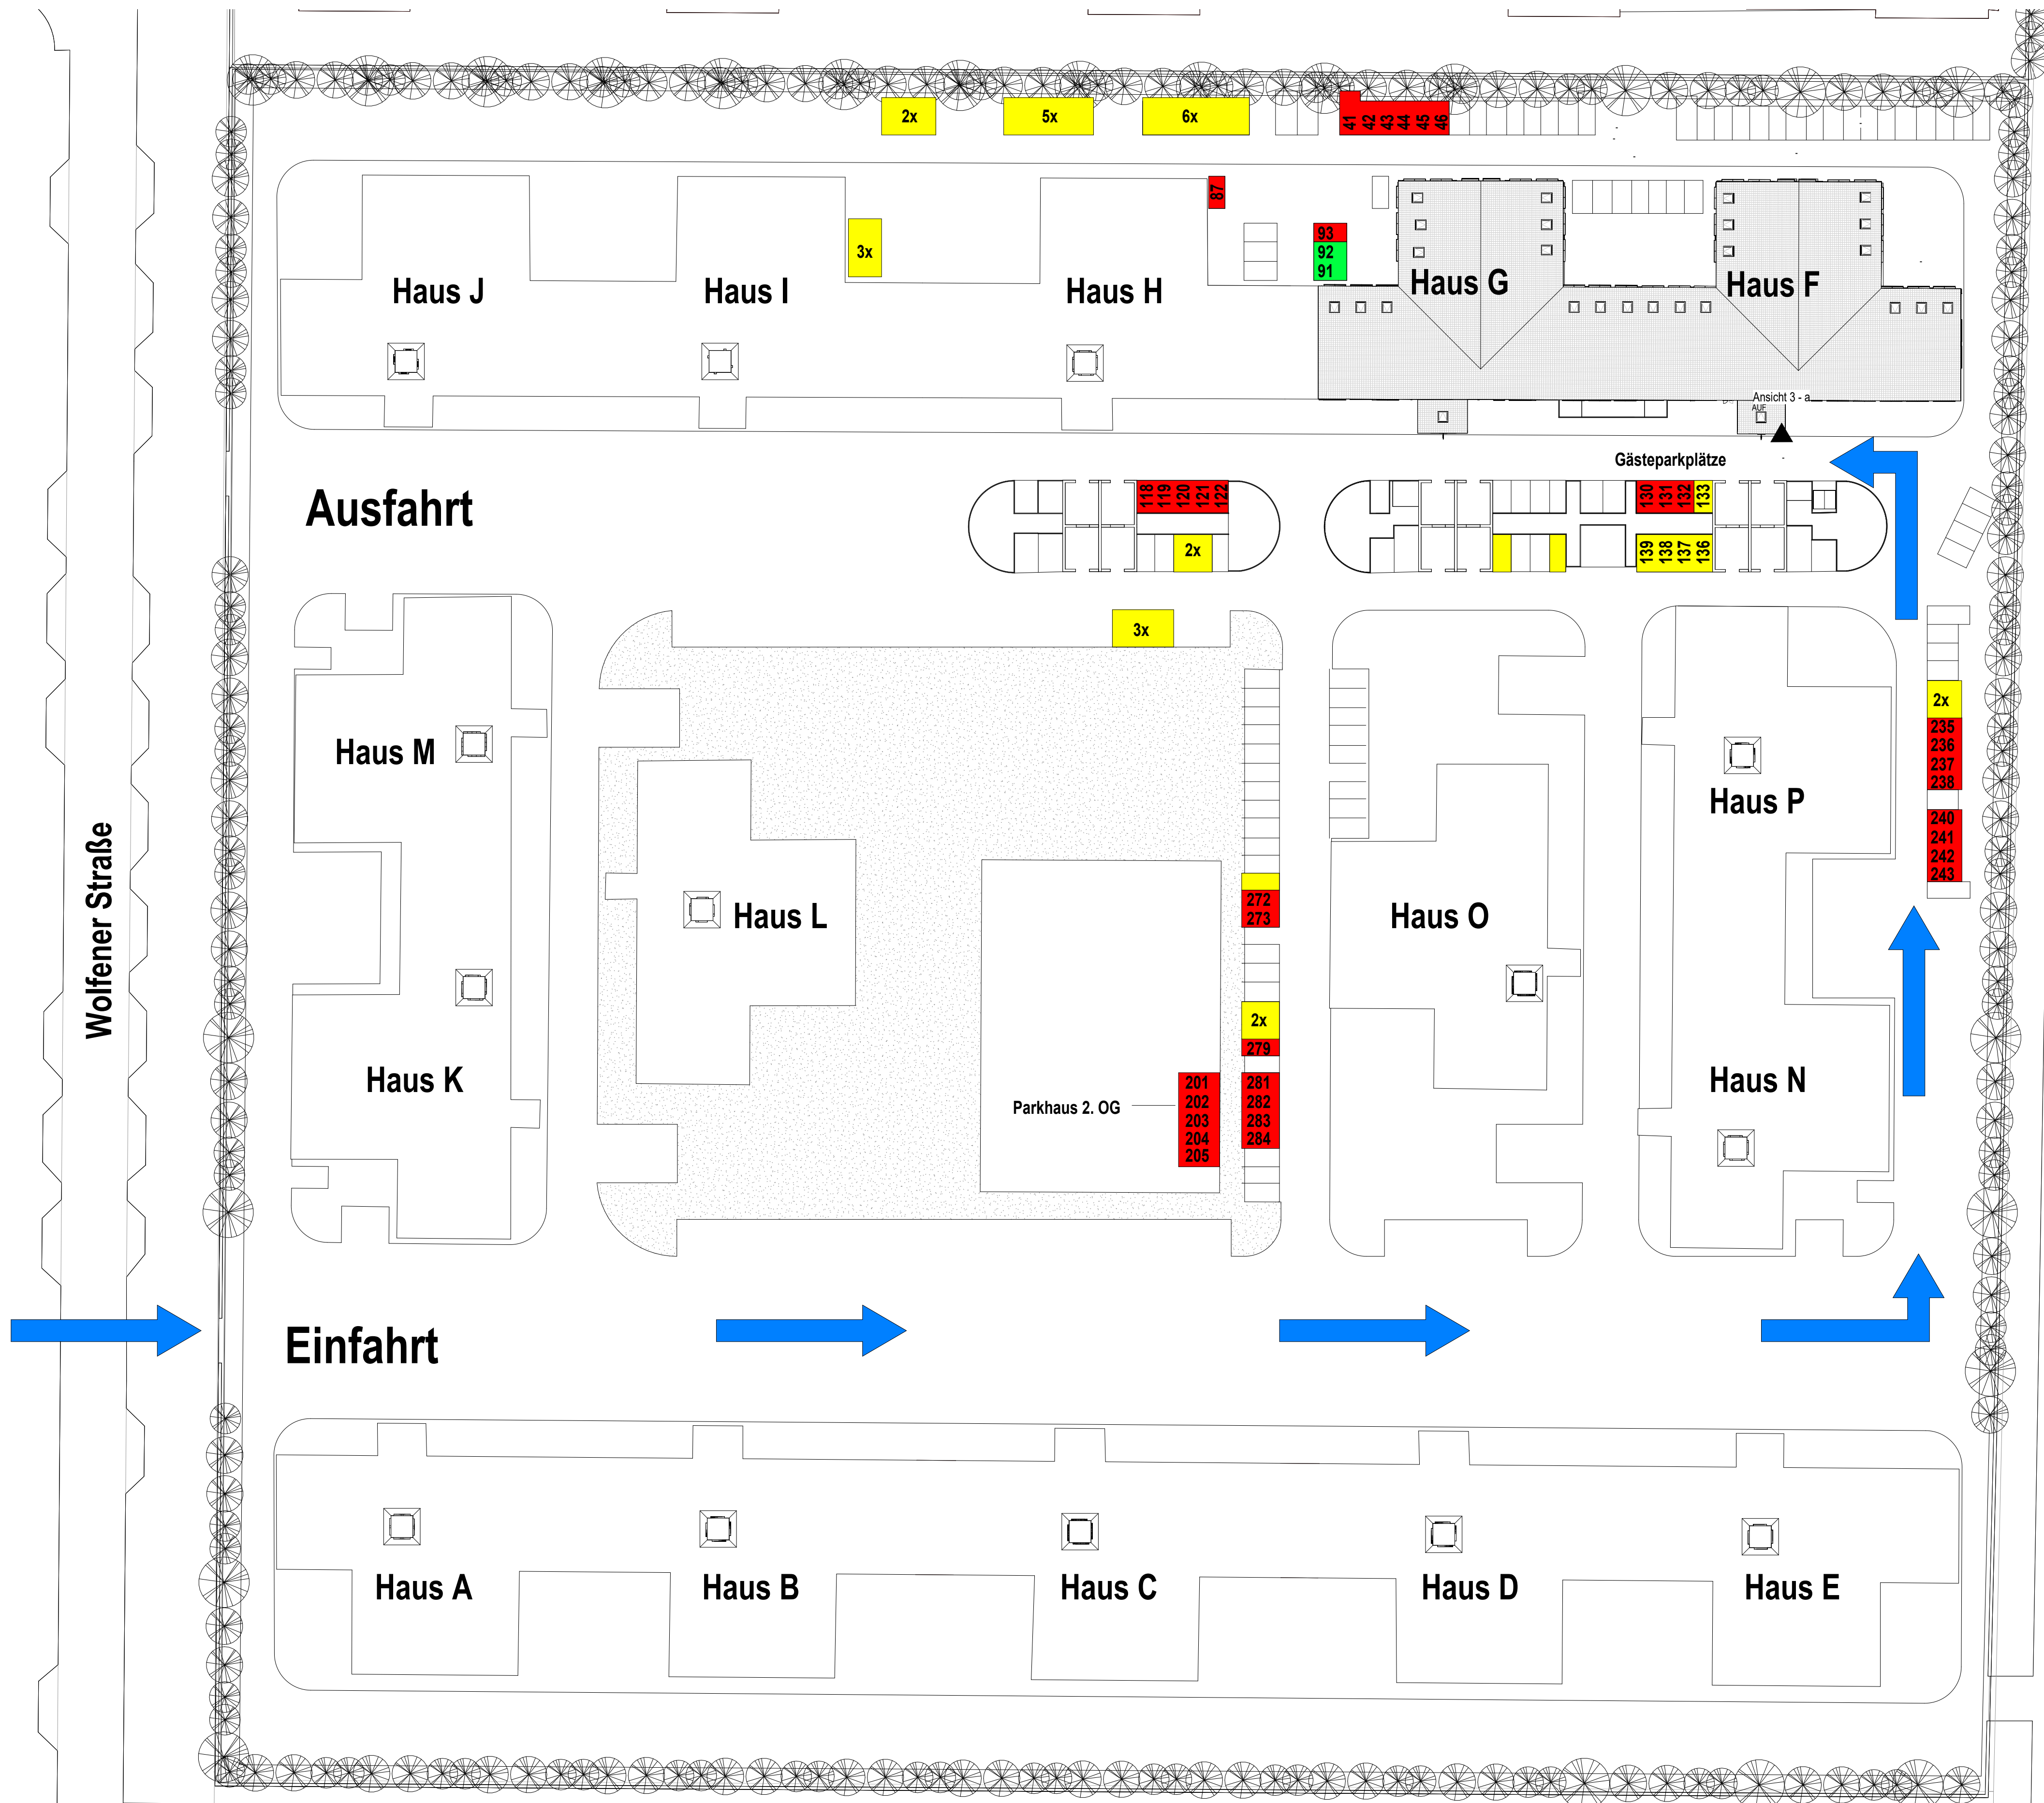 2x
5x
6x
41
42
43
44
45
46
87
3x
93
92
91
Haus J
Haus I
Haus H
Haus G
Haus F
Ansicht 3 - a
AUF
Gästeparkplätze
Ausfahrt
118
119
120
121
122
130
131
132
133
2x
139
138
137
136
3x
Haus M
2x
235
236
237
238
Haus P
240
241
242
243
Wolfener Straße
Haus L
272
273
Haus O
2x
279
Haus K
Haus N
Parkhaus 2. OG
201
202
203
204
205
281
282
283
284
Einfahrt
Haus A
Haus B
Haus C
Haus D
Haus E